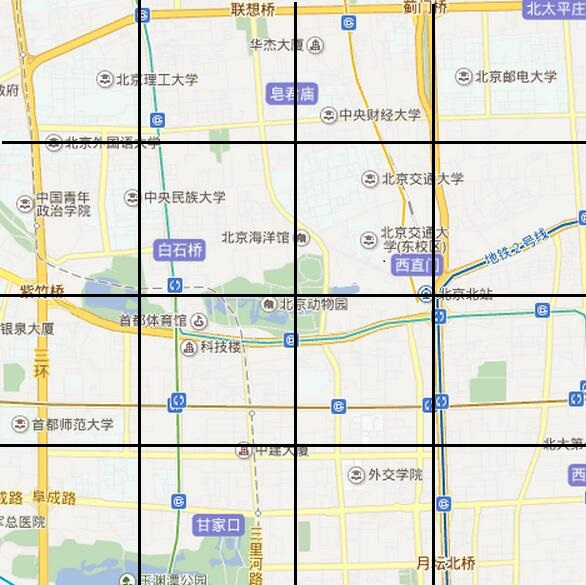 联想桥
蓟门桥
北太平庄
华杰大厦
北京理工大学
北京邮电大学
政府
皂君庙
中央财经大学
北京外国语大学
北京交通大学
中国青年
政治学院
中央民族大学
北京海洋馆
北京交通大
学(东校区)
地铁2号线
白石桥
西直门
紫竹桥
北京北站
北京动物园
首都体育馆
银泉大厦
科技楼
三环
首都师范大学
中建大厦
北大第
外交学院
西
成路
阜成路
甘家口
军总医院
三里河路
月坛北桥
玉渊潭公园